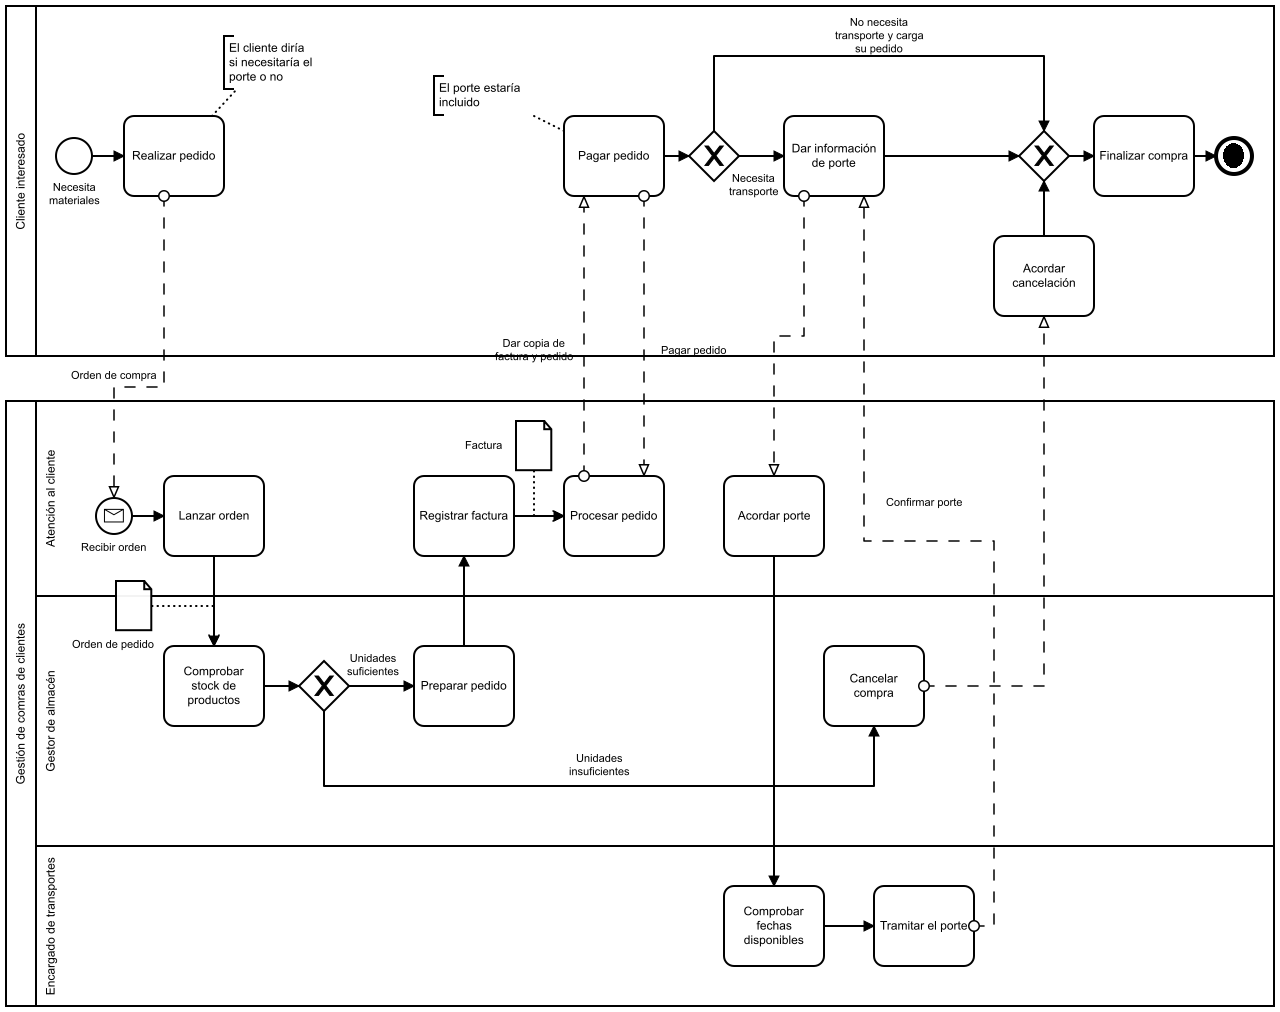 Cliente interesado
No necesita
transporte y carga
su pedido
El cliente diría
si necesitaría el
porte o no
El porte estaría
incluido
Necesita
materiales
Realizar pedido
Pagar pedido
Necesita
transporte
Dar información
de porte
Finalizar compra
Acordar
cancelación
Dar copia de
factura y pedido
Pagar pedido
Orden de compra
Gestión de comras de clientes
Atención al cliente
Factura
Recibir orden
Lanzar orden
Registrar factura
Procesar pedido
Acordar porte
Confirmar porte
Orden de pedido
Gestor de almacén
Comprobar
stock de
productos
Unidades
suficientes
Preparar pedido
Cancelar
compra
Unidades
insuficientes
Encargado de transportes
Comprobar
fechas
disponibles
Tramitar el porte